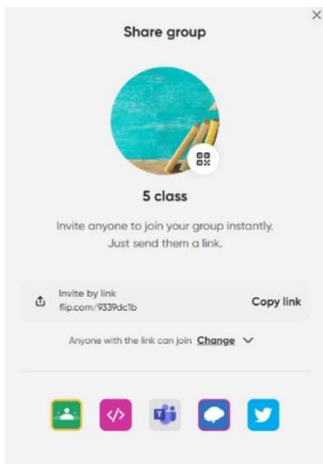 Share group
5 class
Invite anyone to join your group instantly.
Just send them a link.
Invite by link
flip.com/9339dc1b
Copy link
Anyone with the link can join Change